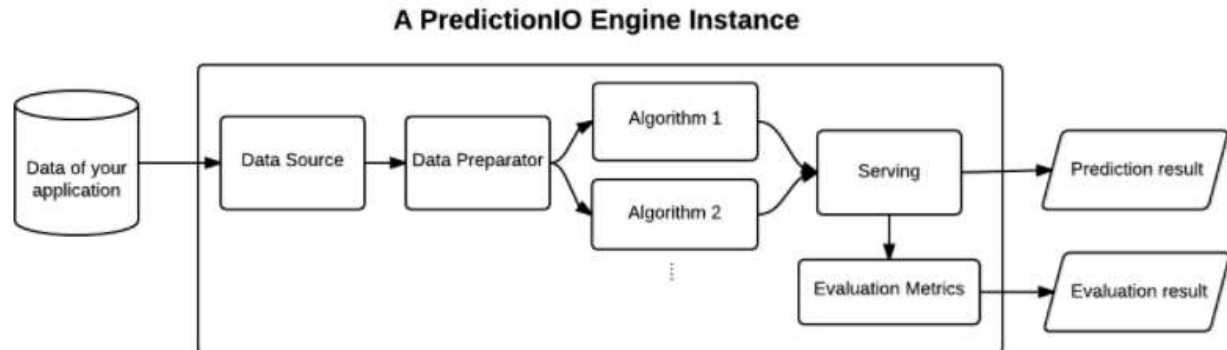 A PredictionIO Engine Instance
Data of your
application
Data Source
Data Preparator
Algorithm 1
Algorithm 2
Serving
Evaluation Metrics
Prediction result
Evaluation result